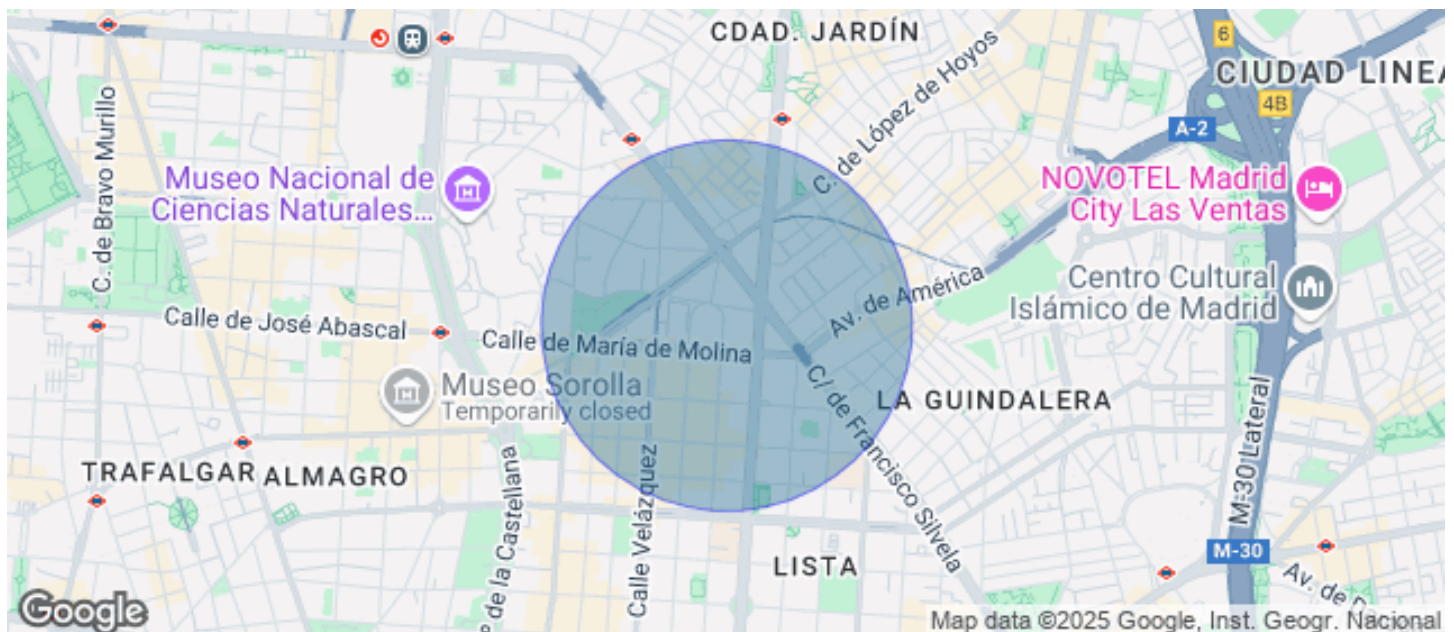 CDAD. JARDÍN
6
CIUDAD LINEA
4B
A-2
C. de López de Hoyos
C. de Bravo Murillo
Museo Nacional de
Ciencias Naturales...
NOVOTEL Madrid
City Las Ventas
Centro Cultural
Islámico de Madrid
Av. de América
Calle de José Abascal
Calle de María de Molina
Museo Sorolla
Temporarily closed
C/ de Francisco Silvela
LA GUINDALERA
TRAFALGAR
ALMAGRO
Calle Velázquez
º de la Castellana
M-30 Lateral
M-30
LISTA
Google
Map data ©2025 Google, Inst. Geogr. Nacional